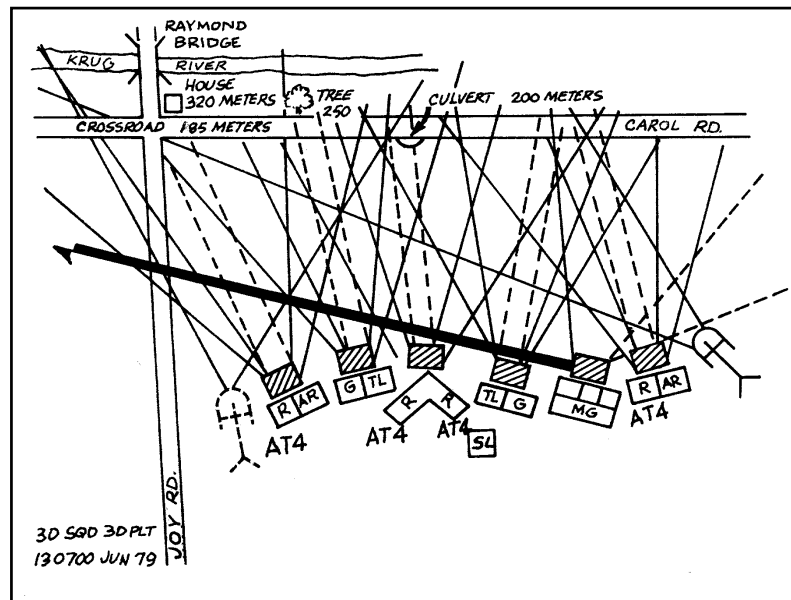 RAYMOND
BRIDGE
KRUG
RIVER
HOUSE
320 METERS
TREE
250
CULVERT 200 METERS
CROSSROAD 185 METERS
CAROL RD.
R AR
AT4
G TL
R R
AT4 AT4
TL G
SL
MG
R AR
AT4
JOY RD.
3D SQD 3D PLT
130700 JUN 79